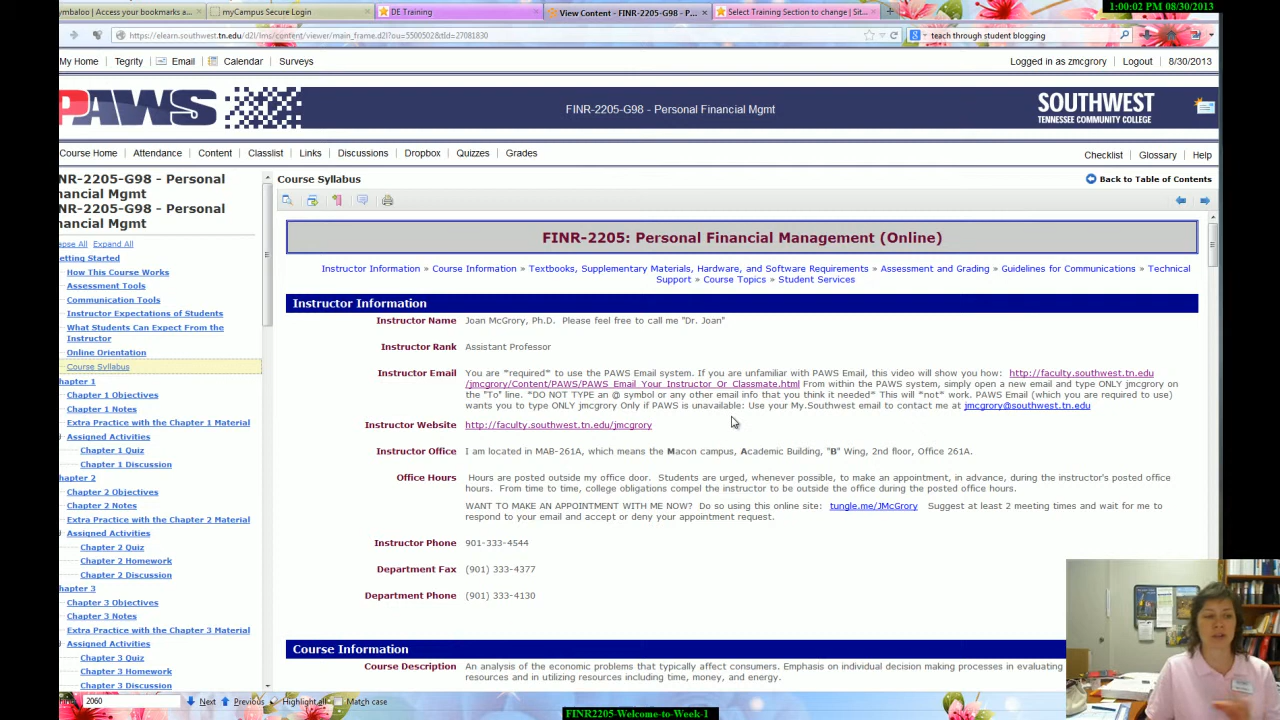 1:00:02 PM 08/30/2013
ymbaloo | Access your bookmarks a...
myCampus Secure Login
DE Training
View Content - FINR-2205-G98 - P...
Select Training Section to change | Sit...
https://elearn.southwest.tn.edu/d2l/lms/content/viewer/main_frame.d2l?ou=5500502&tId=27081830
teach through student blogging
My Home Tegrity Email Calendar Surveys
Logged in as zmcgrory Logout 8/30/2013
PAWS
FINR-2205-G98 - Personal Financial Mgmt
SOUTHWEST
TENNESSEE COMMUNITY COLLEGE
Course Home Attendance Content Classlist Links Discussions Dropbox Quizzes Grades
Checklist Glossary Help
NR-2205-G98 - Personal
nancial Mgmt
NR-2205-G98 - Personal
nancial Mgmt
apse All Expand All
etting Started
How This Course Works
Assessment Tools
Communication Tools
Instructor Expectations of Students
What Students Can Expect From the
Instructor
Online Orientation
Course Syllabus
hapter 1
Chapter 1 Objectives
Chapter 1 Notes
Extra Practice with the Chapter 1 Material
Assigned Activities
Chapter 1 Quiz
Chapter 1 Discussion
hapter 2
Chapter 2 Objectives
Chapter 2 Notes
Extra Practice with the Chapter 2 Material
Assigned Activities
Chapter 2 Quiz
Chapter 2 Homework
Chapter 2 Discussion
hapter 3
Chapter 3 Objectives
Chapter 3 Notes
Extra Practice with the Chapter 3 Material
Assigned Activities
Chapter 3 Quiz
Chapter 3 Homework
Chapter 3 Discussion
Course Syllabus
Back to Table of Contents
FINR-2205: Personal Financial Management (Online)
Instructor Information » Course Information » Textbooks, Supplementary Materials, Hardware, and Software Requirements » Assessment and Grading » Guidelines for Communications » Technical
Support » Course Topics » Student Services
Instructor Information
Instructor Name Joan McGrory, Ph.D. Please feel free to call me "Dr. Joan"
Instructor Rank Assistant Professor
Instructor Email You are *required* to use the PAWS Email system. If you are unfamiliar with PAWS Email, this video will show you how: http://faculty.southwest.tn.edu
/jmcgrory/Content/PAWS/PAWS_Email_Your_Instructor_Or_Classmate.html From within the PAWS system, simply open a new email and type ONLY jmcgrory on
the "To" line. *DO NOT TYPE an @ symbol or any other email info that you think it needed* This will *not* work. PAWS Email (which you are required to use)
wants you to type ONLY jmcgrory Only if PAWS is unavailable: Use your My.Southwest email to contact me at jmcgrory@southwest.tn.edu
Instructor Website http://faculty.southwest.tn.edu/jmcgrory
Instructor Office I am located in MAB-261A, which means the Macon campus, Academic Building, "B" Wing, 2nd floor, Office 261A.
Office Hours Hours are posted outside my office door. Students are urged, whenever possible, to make an appointment, in advance, during the instructor's posted office
hours. From time to time, college obligations compel the instructor to be outside the office during the posted office hours.
WANT TO MAKE AN APPOINTMENT WITH ME NOW? Do so using this online site: tungle.me/JMcGrory Suggest at least 2 meeting times and wait for me to
respond to your email and accept or deny your appointment request.
Instructor Phone 901-333-4544
Department Fax (901) 333-4377
Department Phone (901) 333-4130
Course Information
Course Description An analysis of the economic problems that typically affect consumers. Emphasis on individual decision making processes in evaluating
resources and in utilizing resources including time, money, and energy.
2060 Next Previous Highlight all Match case
FINR2205-Welcome-to-Week-1